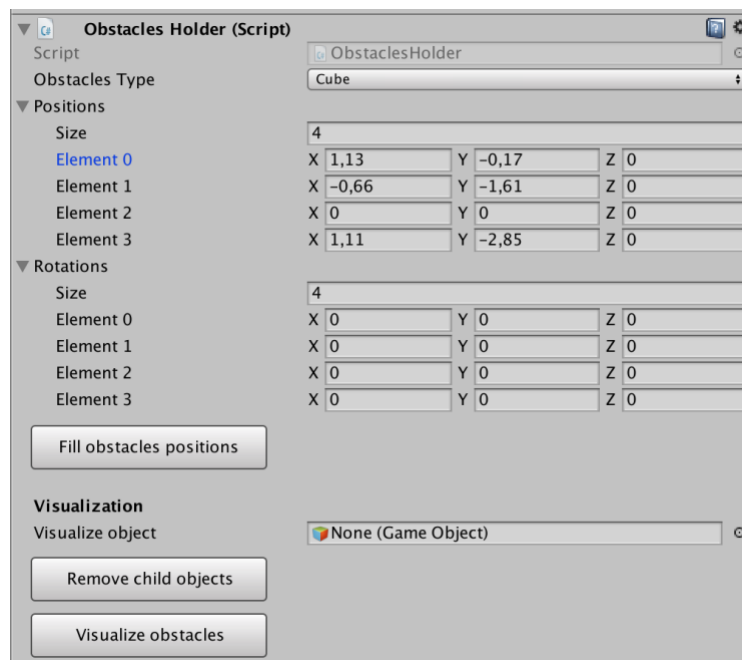 Obstacles Holder (Script)
Script ObstaclesHolder
Obstacles Type Cube
Positions
Size 4
Element 0 X 1,13 Y -0,17 Z 0
Element 1 X -0,66 Y -1,61 Z 0
Element 2 X 0 Y 0 Z 0
Element 3 X 1,11 Y -2,85 Z 0
Rotations
Size 4
Element 0 X 0 Y 0 Z 0
Element 1 X 0 Y 0 Z 0
Element 2 X 0 Y 0 Z 0
Element 3 X 0 Y 0 Z 0
Fill obstacles positions
Visualization
Visualize object None (Game Object)
Remove child objects
Visualize obstacles